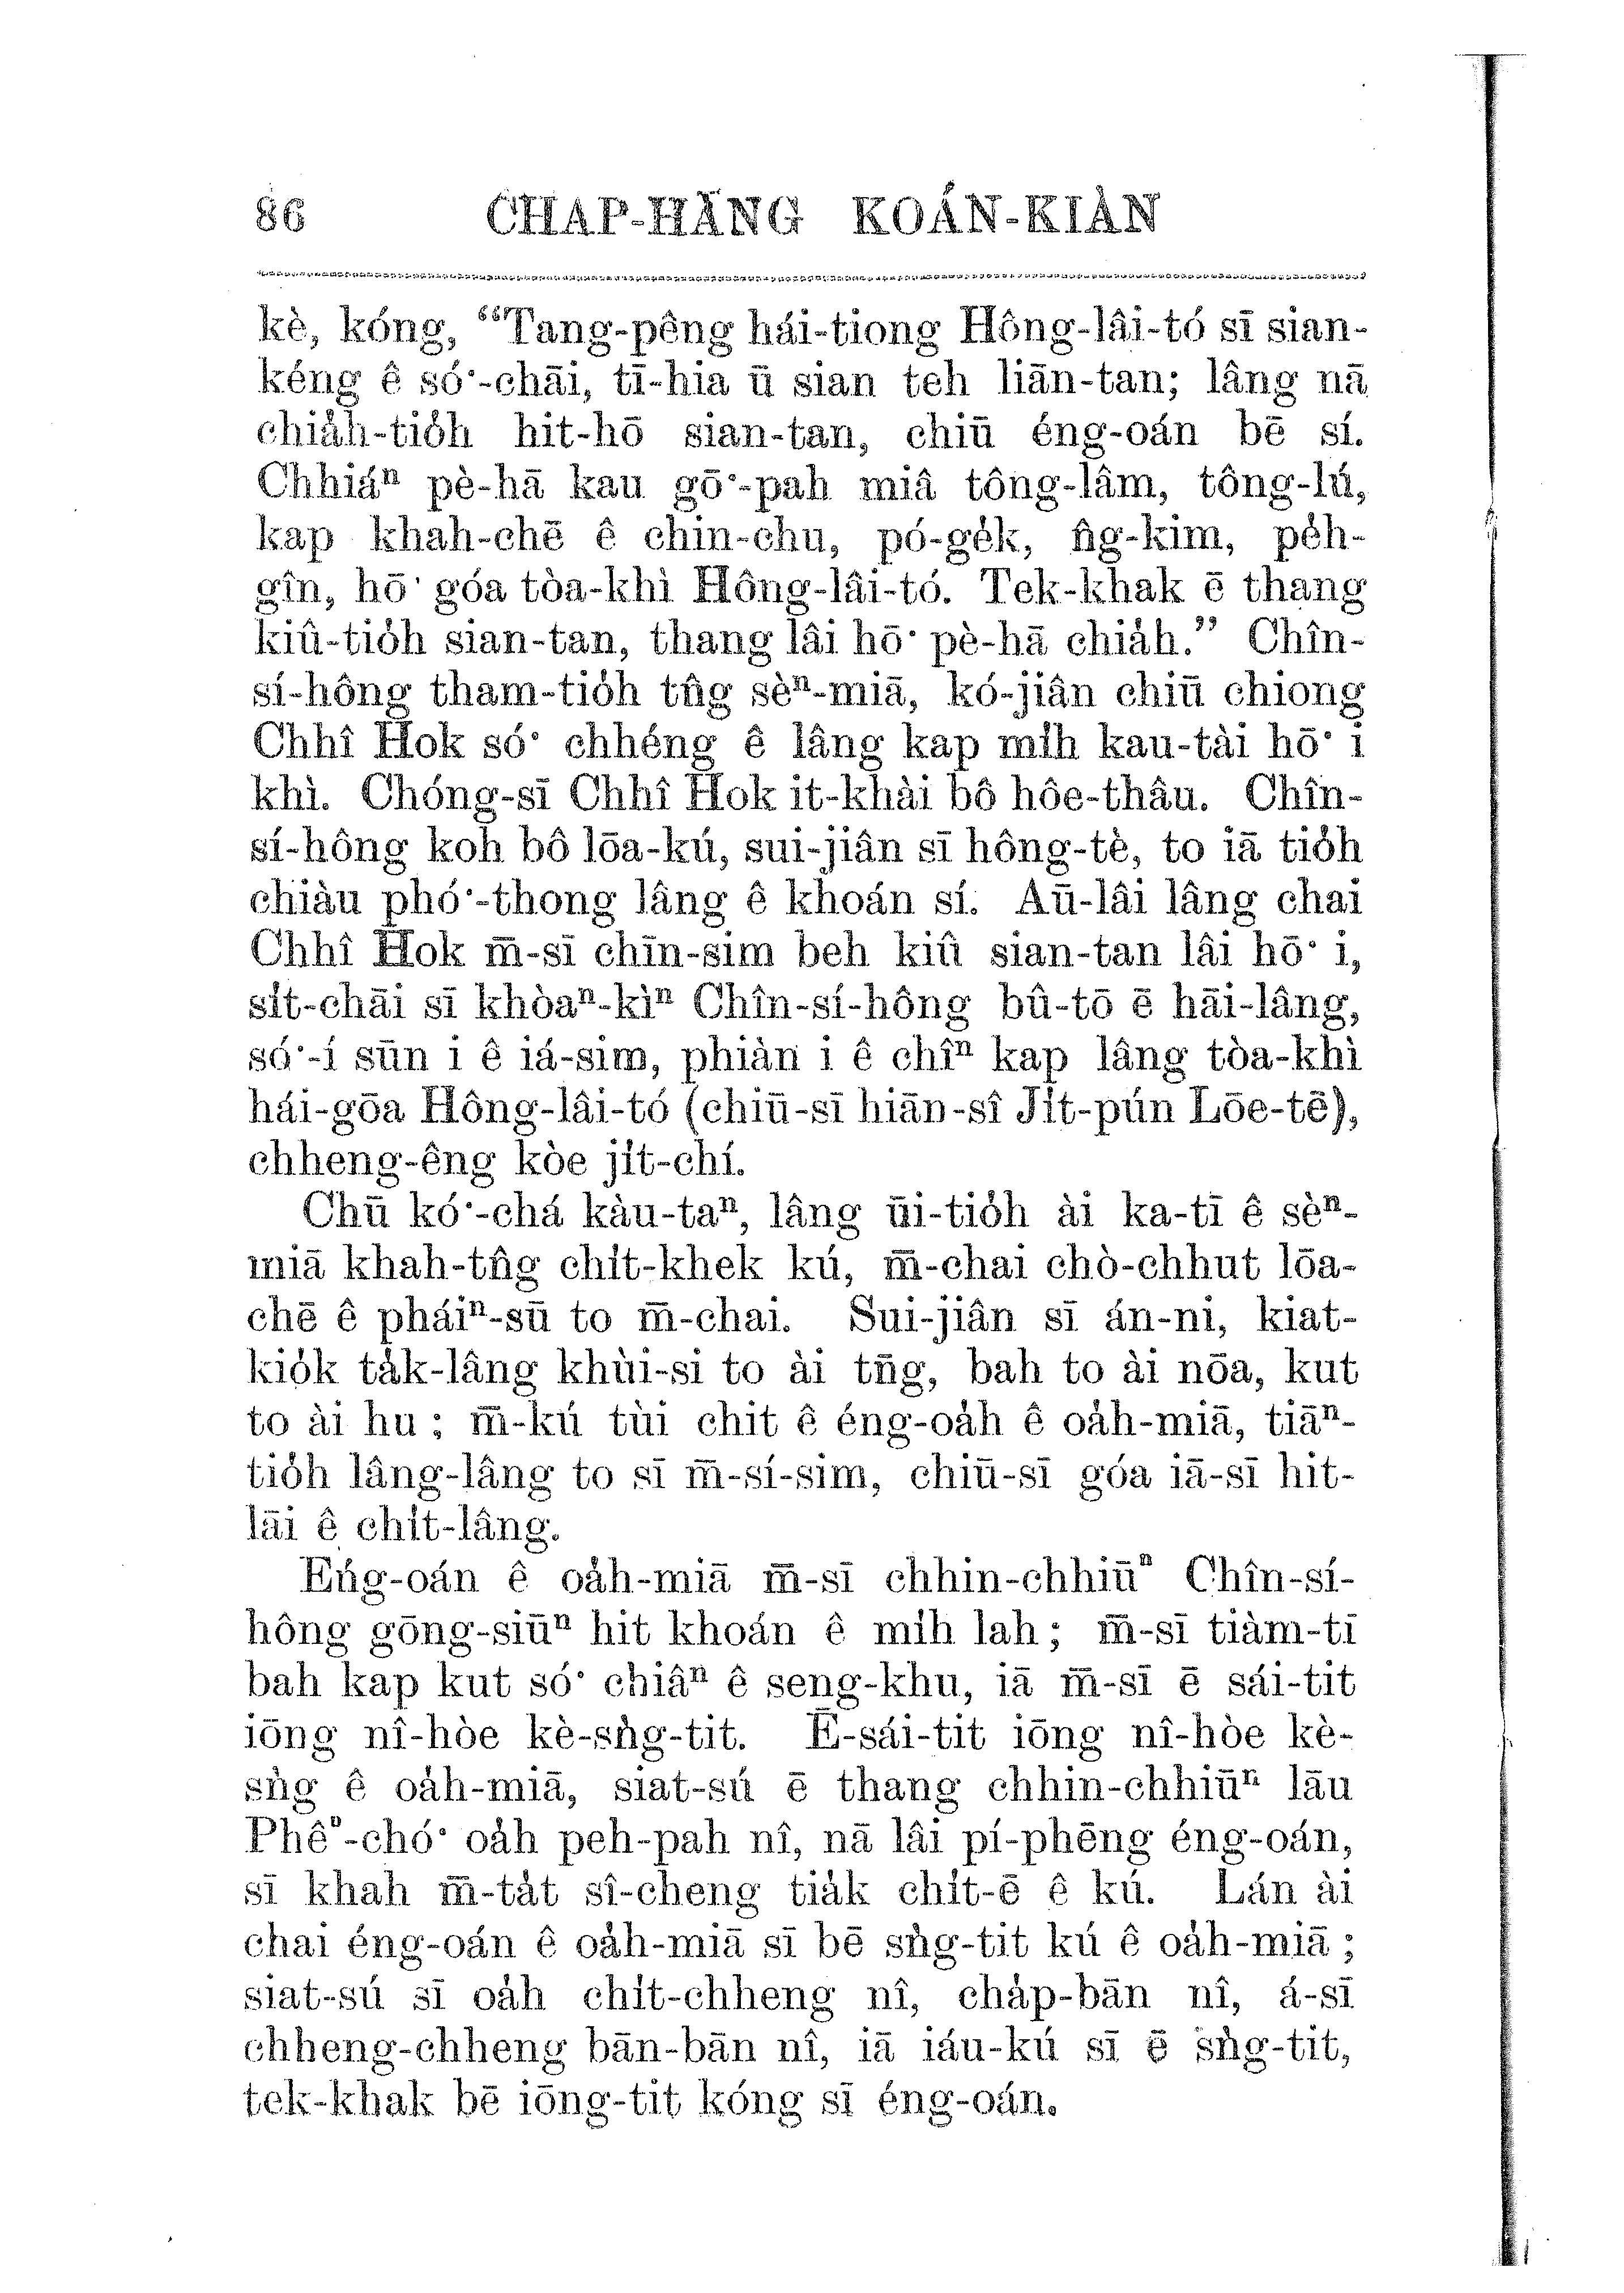 86 CHAP-HĀNG KOÁN-KIÀN
kè, kóng, “Tang-pêng hái-tiong Hông-lâi-tó sī sian-
kéng ê só͘-chāi, tī-hia ū sian teh liān-tan; lâng nā
chia̍h-tio̍h hit-hō sian-tan, chiū éng-oán bē sí.
Chhiáⁿ pè-hā kau gō͘-pah miâ tông-lâm, tông-lú,
kap khah-chē ê chin-chu, pó-ge̍k, n̂g-kim, pe̍h-
gîn, hō͘ góa tòa-khì Hông-lâi-tó. Tek-khak ē thang
kiû-tio̍h sian-tan, thang lâi hō͘ pè-hā chia̍h.” Chîn-
sí-hông tham-tio̍h tn̂g sèⁿ-miā, kó-jiân chiū chiong
Chhî Hok só͘ chhéng ê lâng kap mi̍h kau-tài hō͘ i
khì. Chóng-sī Chhî Hok it-khài bô hôe-thâu. Chîn-
sí-hông koh bô lōa-kú, sui-jiân sī hông-tè, to iā tio̍h
chiàu phó͘-thong lâng ê khoán sí. Aū-lâi lâng chai
Chhî Hok m̄-sī chīn-sim beh kiû sian-tan lâi hō͘ i,
si̍t-chāi sī khòaⁿ-kìⁿ Chîn-sí-hông bû-tō ē hāi-lâng,
só͘-í sūn i ê iá-sim, phiàn i ê chîⁿ kap lâng tòa-khì
hái-gōa Hông-lâi-tó (chiū-sī hiān-sî Ji̍t-pún Lōe-tē),
chheng-êng kòe ji̍t-chí.
Chū kó͘-chá kàu-taⁿ, lâng ūi-tio̍h ài ka-tī ê sèⁿ-
miā khah-tn̂g chi̍t-khek kú, m̄-chai chò-chhut lōa-
chē ê pháiⁿ-sū to m̄-chai. Sui-jiân sī án-ni, kiat-
kio̍k ta̍k-lâng khùi-si to ài tn̄g, bah to ài nōa, kut
to ài hu; m̄-kú tùi chit ê éng-oa̍h ê oa̍h-miā, tiāⁿ-
tio̍h lâng-lâng to sī m̄-sí-sim, chiū-sī góa iā-sī hit-
lāi ê chi̍t-lâng.
Eńg-oán ê oa̍h-miā m̄-sī chhin-chhiūⁿ Chîn-sí-
hông gōng-siūⁿ hit khoán ê mi̍h lah; m̄-sī tiàm-tī
bah kap kut só͘ chiâⁿ ê seng-khu, iā m̄-sī ē sái-tit
iōng nî-hòe kè-sǹg-tit. Ē-sái-tit iōng nî-hòe kè-
sǹg ê oa̍h-miā, siat-sú ē thang chhin-chhiūⁿ lāu
Phêⁿ-chó͘ oa̍h peh-pah nî, nā lâi pí-phēng éng-oán,
sī khah m̄-ta̍t sî-cheng tia̍k chi̍t-ē ê kú. Lán ài
chai éng-oán ê oa̍h-miā sī bē sǹg-tit kú ê oa̍h-miā;
siat-sú sī oa̍h chi̍t-chheng nî, cha̍p-bān nî, á-sī
chheng-chheng bān-bān nî, iā iáu-kú sī ē sǹg-tit,
tek-khak bē iōng-tit kóng sī éng-oán.